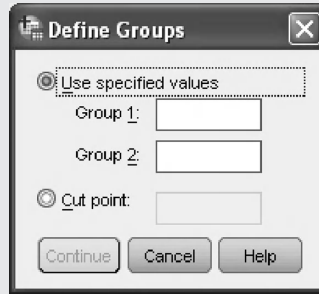 Define Groups
Use specified values
Group 1:
Group 2:
Cut point:
Continue Cancel Help